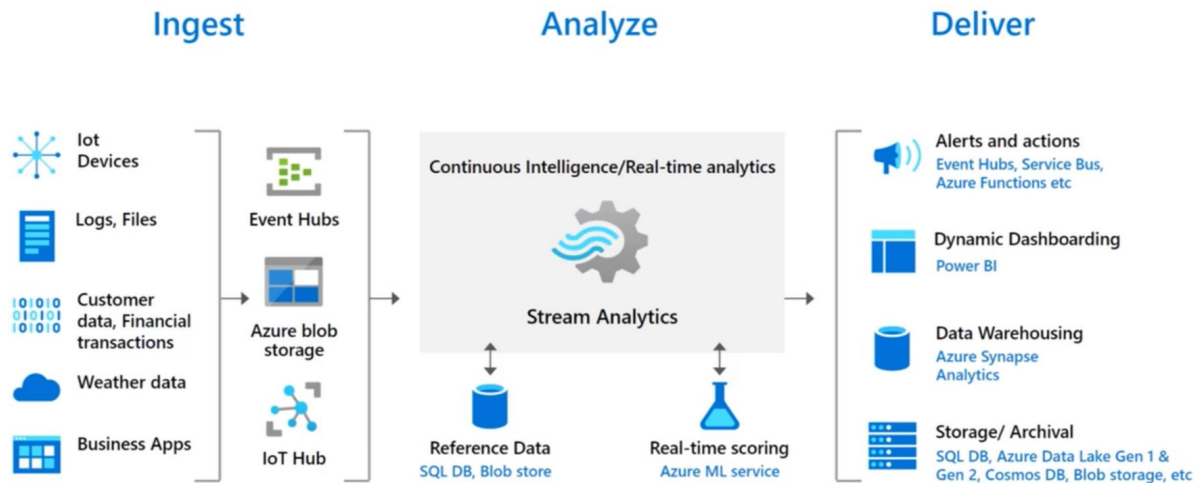 Ingest
Analyze
Deliver
Iot
Devices
Logs, Files
010101
010101
101010
Customer
data, Financial
transactions
Weather data
Business Apps
Event Hubs
Azure blob
storage
IoT Hub
Continuous Intelligence/Real-time analytics
Stream Analytics
Reference Data
SQL DB, Blob store
Real-time scoring
Azure ML service
Alerts and actions
Event Hubs, Service Bus,
Azure Functions etc
Dynamic Dashboarding
Power BI
Data Warehousing
Azure Synapse
Analytics
Storage/ Archival
SQL DB, Azure Data Lake Gen 1 &
Gen 2, Cosmos DB, Blob storage, etc